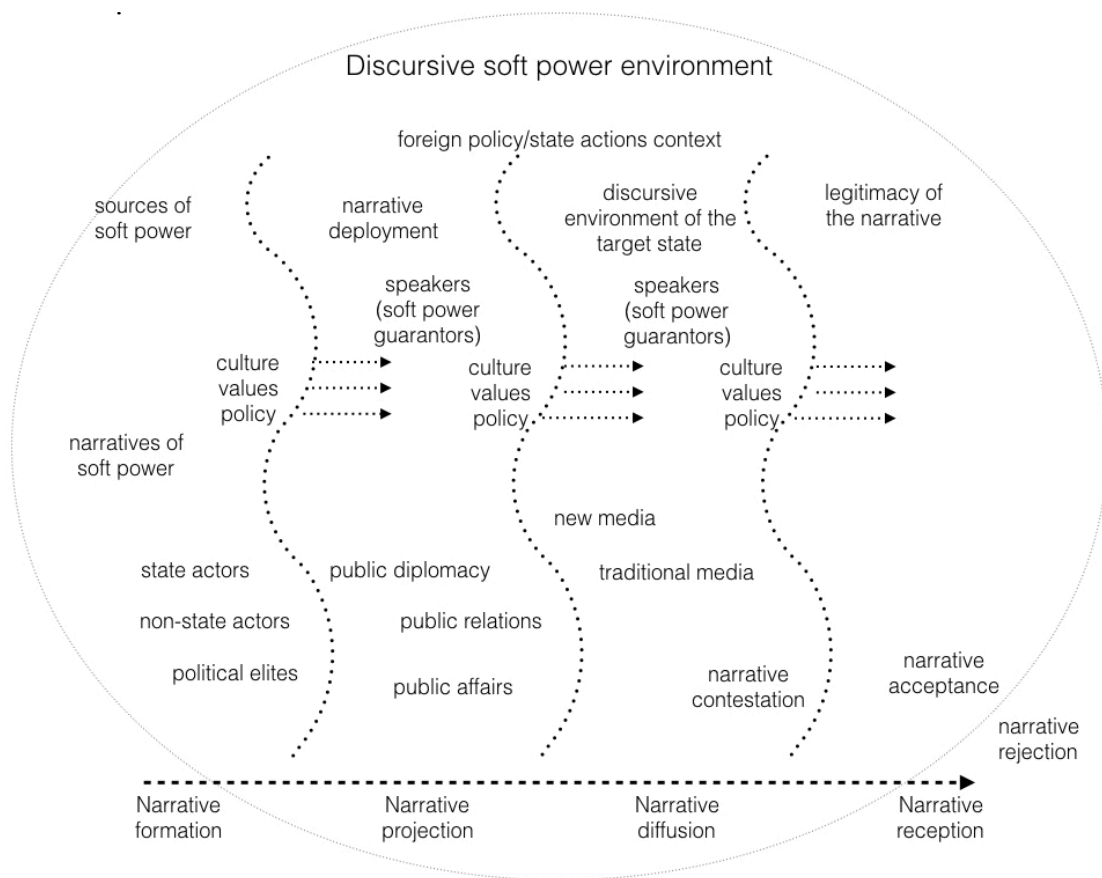 Discursive soft power environment
foreign policy/state actions context
sources of
soft power
narrative
deployment
discursive
environment of the
target state
legitimacy of
the narrative
speakers
(soft power
guarantors)
speakers
(soft power
guarantors)
culture
values
policy
culture
values
policy
culture
values
policy
narratives of
soft power
new media
state actors
public diplomacy
traditional media
non-state actors
public relations
political elites
public affairs
narrative
contestation
narrative
acceptance
narrative
rejection
Narrative
formation
Narrative
projection
Narrative
diffusion
Narrative
reception